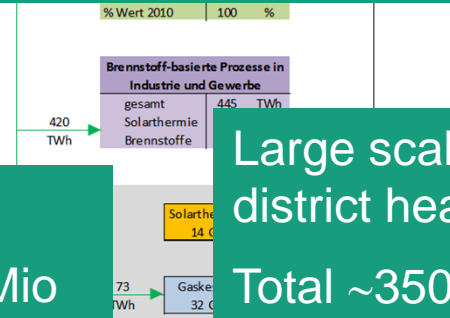 % Wert 2010 100 %
Brennstoff-basierte Prozesse in
Industrie und Gewerbe
gesamt 445 TWh
Solarthermie
Brennstoffe
420
TWh
Large scal
district hea
Total ~350
Mio
Solarthe
14
73
TWh
Gaskes
32